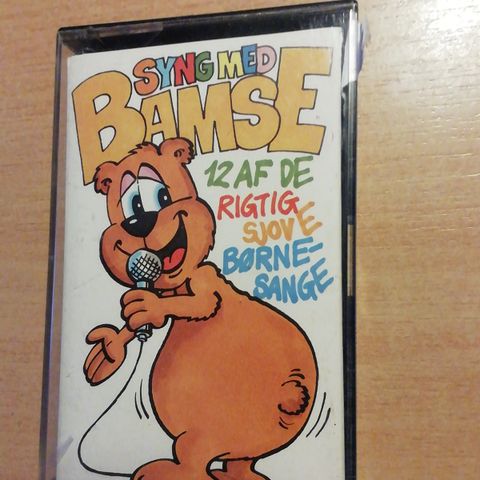 SYNG MED
BAMSE
12 AF DE
RIGTIG
SJOVE
BØRNE-
SANGE